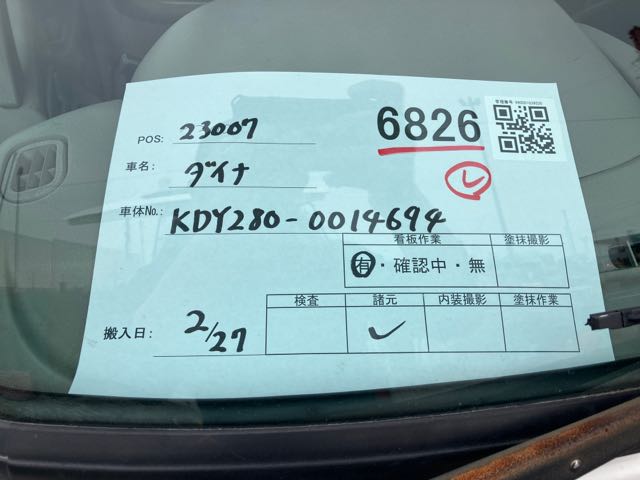 POS: 23007
6826
車名: ダイナ
車体No.: KDY280-0014694
看板作業 塗抹撮影
有・確認中・無
検査 諸元 内装撮影 塗抹作業
搬入日: 2/27